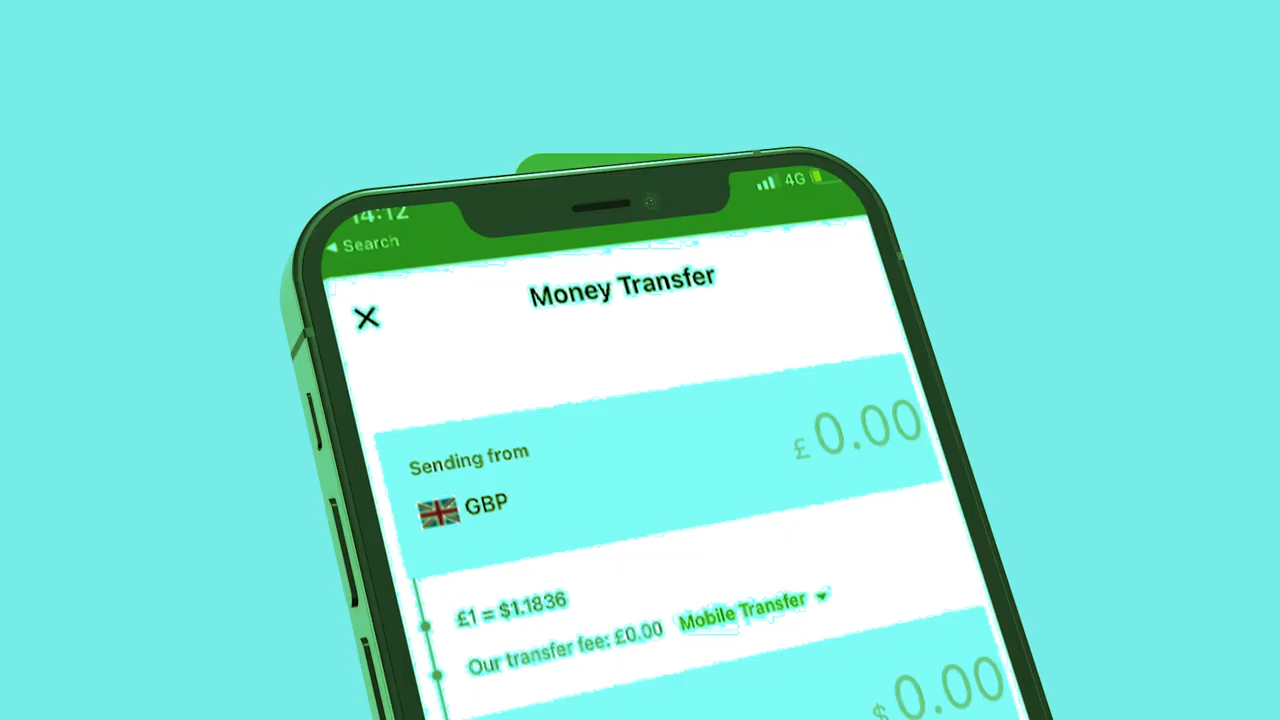 14:12
4G
◀ Search
Money Transfer
Sending from
£ 0.00
GBP
£1 = $1.1836
Our transfer fee: £0.00 Mobile Transfer
$ 0.00